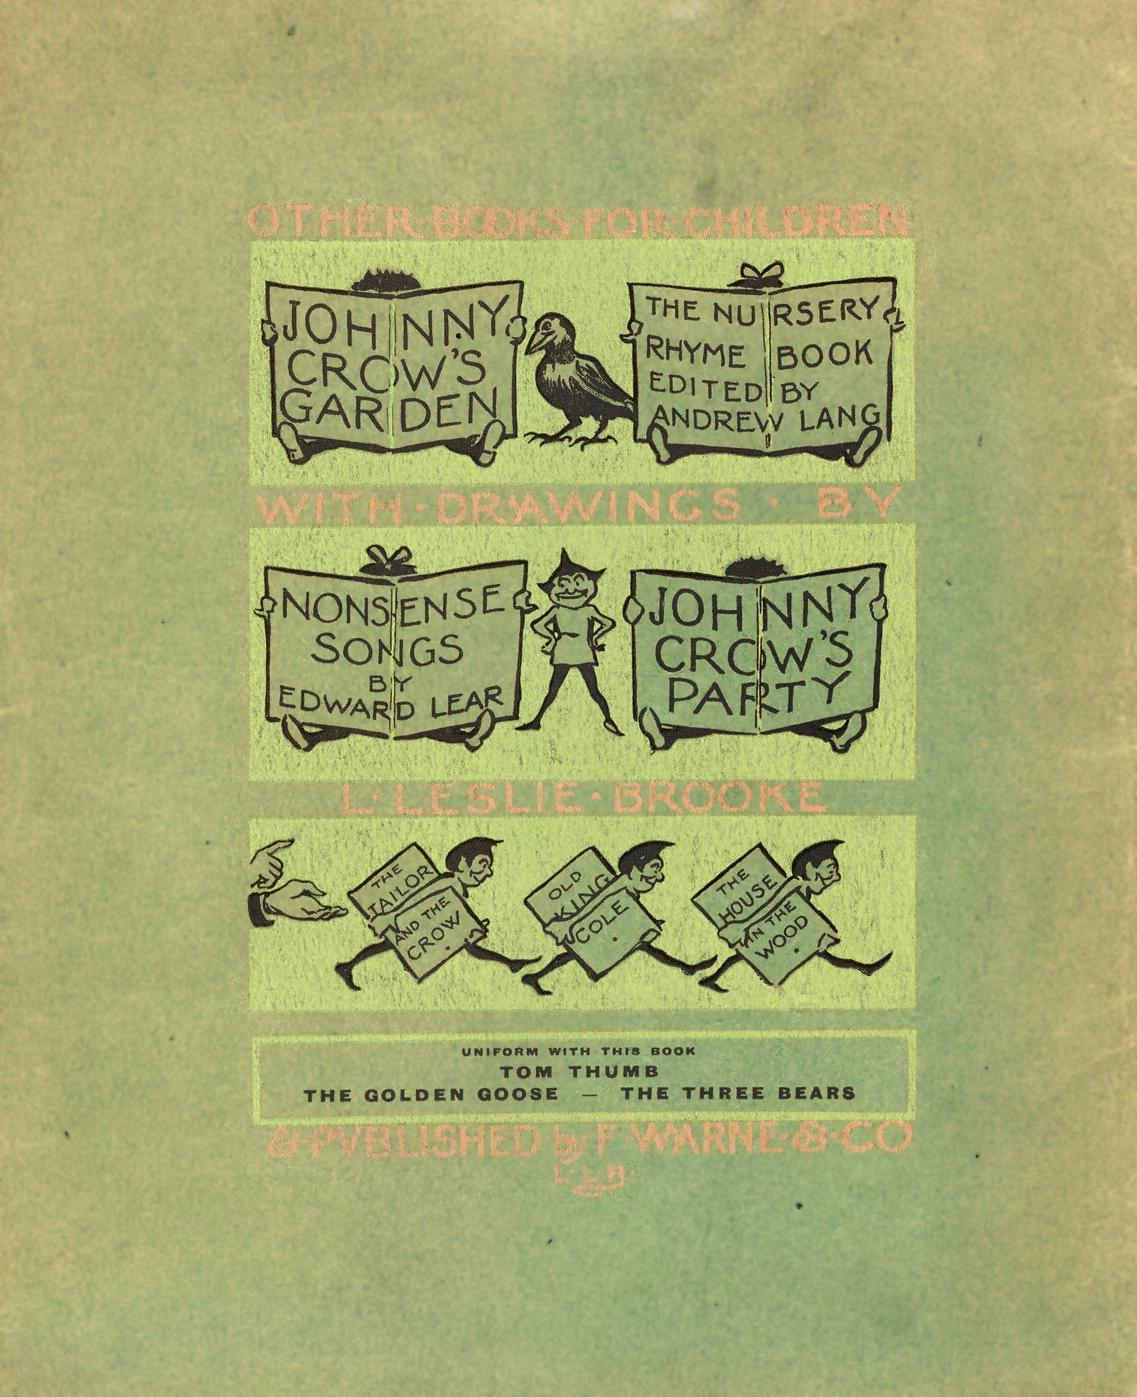 OTHER·BOOKS·FOR·CHILDREN
JOHNNY
CROW'S
GARDEN
THE NURSERY
RHYME BOOK
EDITED BY
ANDREW LANG
WITH·DRAWINGS·BY
NONSENSE
SONGS
BY
EDWARD LEAR
JOHNNY
CROW'S
PARTY
L·LESLIE·BROOKE
THE
TAILOR
AND THE
CROW
OLD
KING
COLE
THE
HOUSE
IN THE
WOOD
UNIFORM WITH THIS BOOK
TOM THUMB
THE GOLDEN GOOSE — THE THREE BEARS
&·PVBLISHED by F WARNE·&·CO
L·L·B·